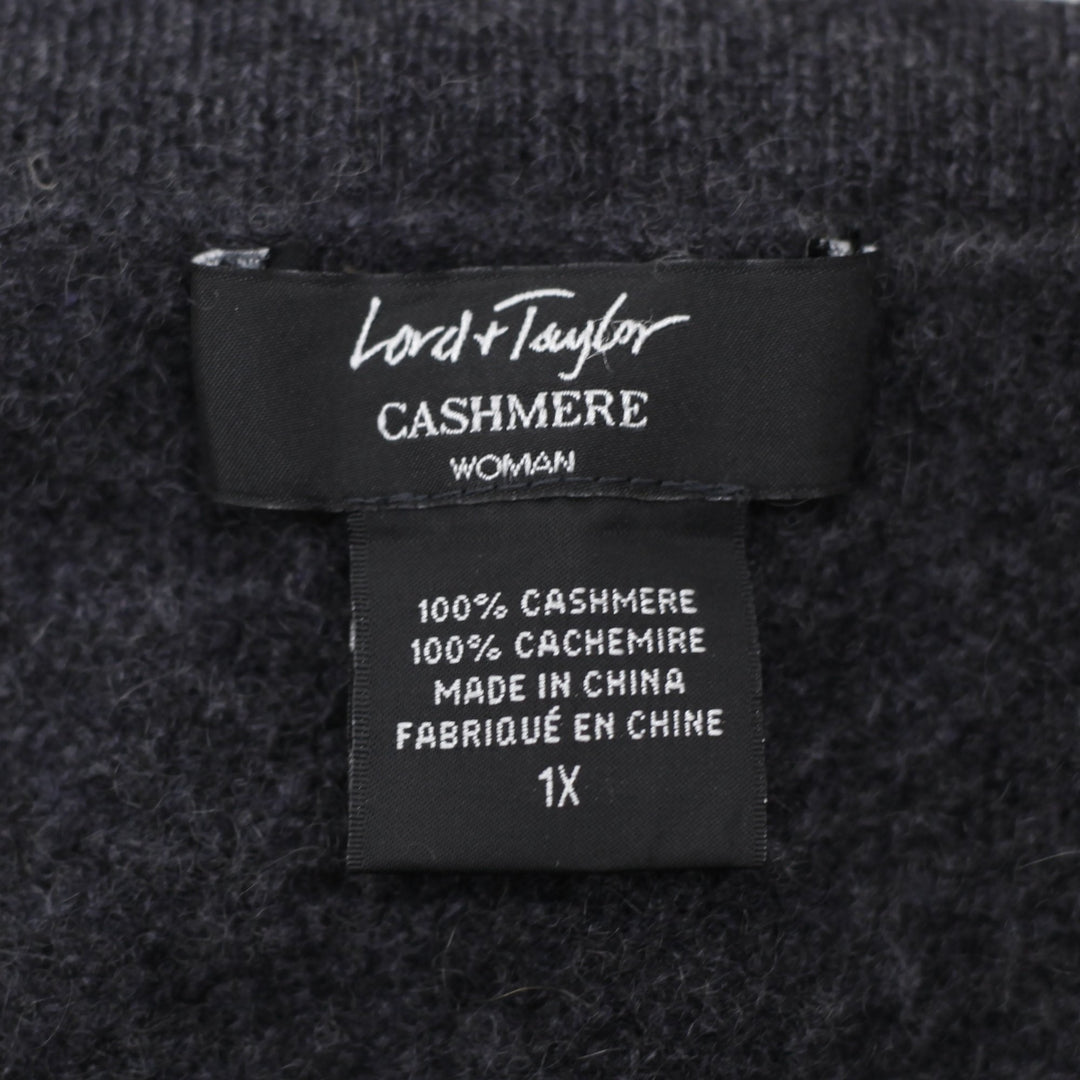 Lord + Taylor
CASHMERE
WOMAN
100% CASHMERE
100% CACHEMIRE
MADE IN CHINA
FABRIQUÉ EN CHINE
1X